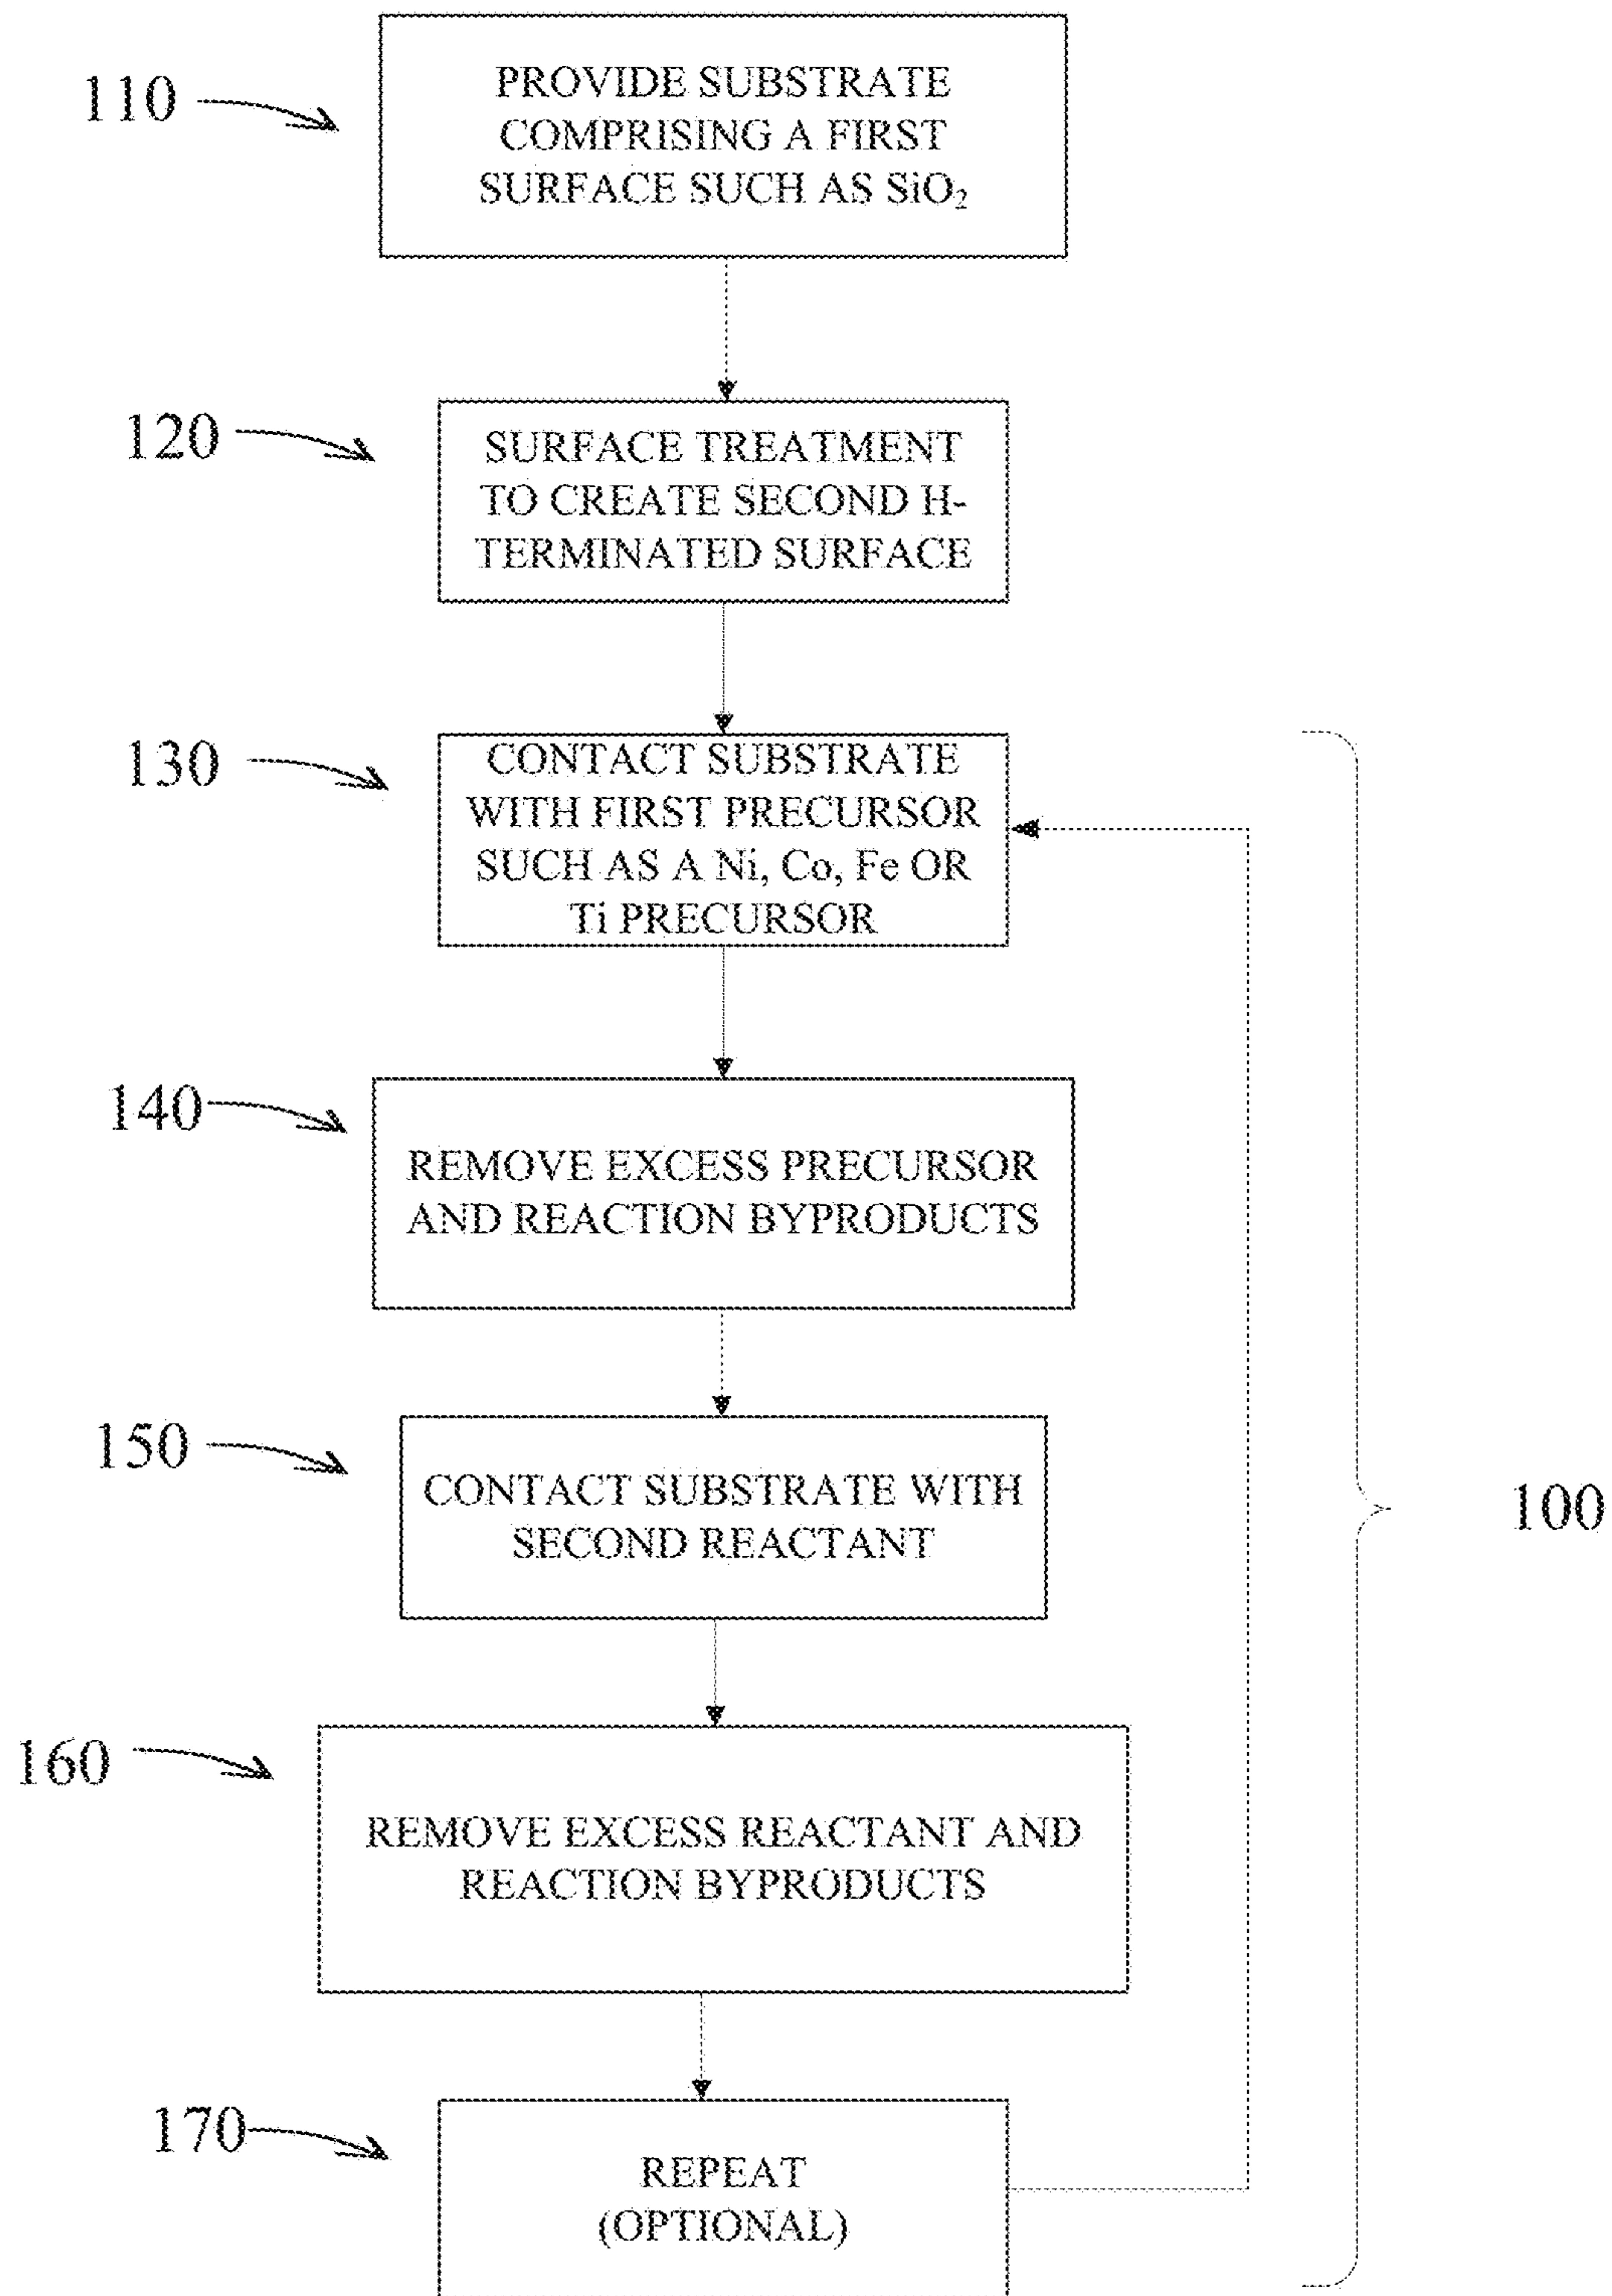 110
PROVIDE SUBSTRATE
COMPRISING A FIRST
SURFACE SUCH AS SiO₂
120
SURFACE TREATMENT
TO CREATE SECOND H-
TERMINATED SURFACE
130
CONTACT SUBSTRATE
WITH FIRST PRECURSOR
SUCH AS A Ni, Co, Fe OR
Ti PRECURSOR
140
REMOVE EXCESS PRECURSOR
AND REACTION BYPRODUCTS
150
CONTACT SUBSTRATE WITH
SECOND REACTANT
100
160
REMOVE EXCESS REACTANT AND
REACTION BYPRODUCTS
170
REPEAT
(OPTIONAL)